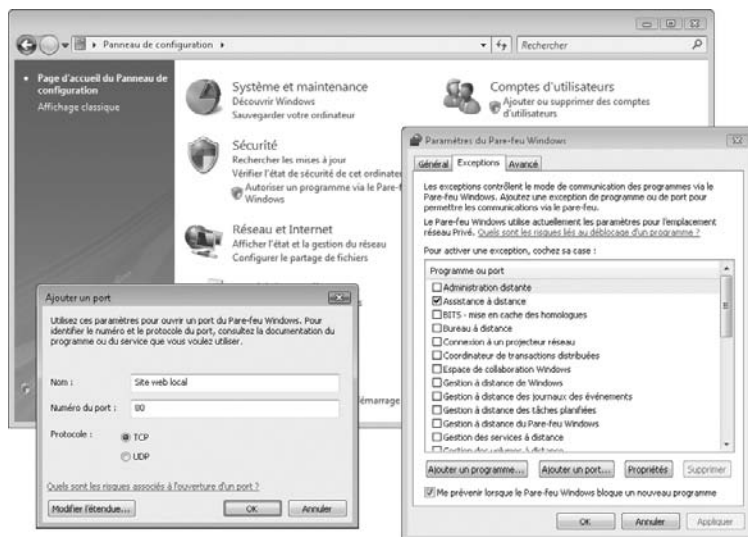 Panneau de configuration
Rechercher
Page d'accueil du Panneau de
configuration
Affichage classique
Système et maintenance
Découvrir Windows
Sauvegarder votre ordinateur
Sécurité
Rechercher les mises à jour
Vérifier l'état de sécurité de cet ordinate
Autoriser un programme via le Pare-f
Windows
Réseau et Internet
Afficher l'état et la gestion du réseau
Configurer le partage de fichiers
Comptes d'utilisateurs
Ajouter ou supprimer des comptes
d'utilisateurs
émarrage
Paramètres du Pare-feu Windows
Général Exceptions Avancé
Les exceptions contrôlent le mode de communication des programmes via le
Pare-feu Windows. Ajoutez une exception de programme ou de port pour
permettre les communications via le pare-feu.
Le Pare-feu Windows utilise actuellement les paramètres pour l'emplacement
réseau Privé. Quels sont les risques liés au déblocage d'un programme ?
Pour activer une exception, cochez sa case :
Programme ou port
Administration distante
Assistance à distance
BITS - mise en cache des homologues
Bureau à distance
Connexion à un projecteur réseau
Coordinateur de transactions distribuées
Espace de collaboration Windows
Gestion à distance de Windows
Gestion à distance des journaux des événements
Gestion à distance des tâches planifiées
Gestion à distance du Pare-feu Windows
Gestion des services à distance
Gestion des volumes à distance
Ajouter un programme... Ajouter un port... Propriétés Supprimer
Me prévenir lorsque le Pare-feu Windows bloque un nouveau programme
OK Annuler Appliquer
Ajouter un port
Utilisez ces paramètres pour ouvrir un port du Pare-feu Windows. Pour
identifier le numéro et le protocole du port, consultez la documentation du
programme ou du service que vous voulez utiliser.
Nom : Site web local
Numéro du port : 80
Protocole : TCP
UDP
Quels sont les risques associés à l'ouverture d'un port ?
Modifier l'étendue... OK Annuler